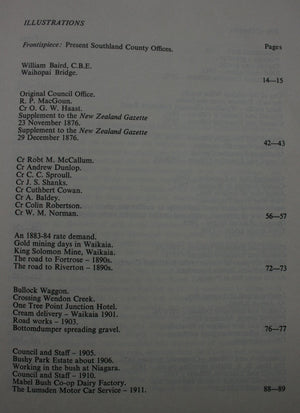 ILLUSTRATIONS
Frontispiece: Present Southland County Offices. Pages
William Baird, C.B.E.
Waihopai Bridge.
14—15
Original Council Office.
R. P. MacGoun.
Cr O. G. W. Haast.
Supplement to the New Zealand Gazette
23 November 1876.
Supplement to the New Zealand Gazette
29 December 1876.
42—43
Cr Robt M. McCallum.
Cr Andrew Dunlop.
Cr C. C. Sproull.
Cr J. S. Shanks.
Cr Cuthbert Cowan.
Cr A. Baldey.
Cr Colin Robertson.
Cr W. M. Norman.
56—57
An 1883-84 rate demand.
Gold mining days in Waikaia.
King Solomon Mine, Waikaia.
The road to Fortrose – 1890s.
The road to Riverton – 1890s.
72—73
Bullock Waggon.
Crossing Wendon Creek.
One Tree Point Junction Hotel.
Cream delivery – Waikaia 1901.
Road works – 1903.
Bottomdumper spreading gravel.
76—77
Council and Staff – 1905.
Bushy Park Estate about 1906.
Working in the bush at Niagara.
Council and Staff – 1910.
Mabel Bush Co-op Dairy Factory.
The Lumsden Motor Car Service – 1911.
88—89